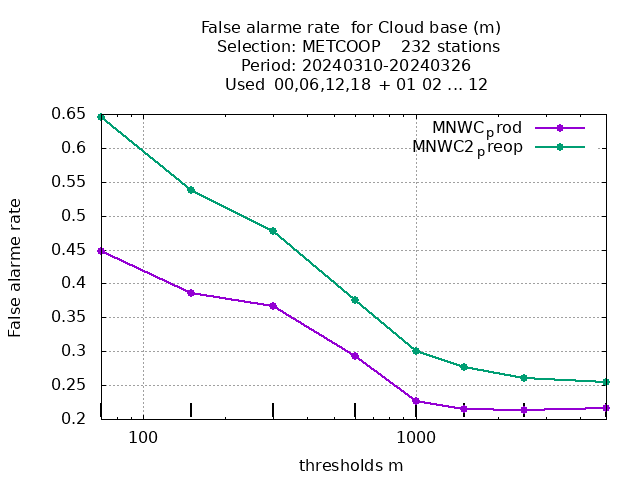 False alarme rate  for Cloud base (m)
Selection: METCOOP    232 stations
Period: 20240310-20240326
Used  00,06,12,18 + 01 02 ... 12
MNWC_prod
MNWC2_preop
0.65
0.6
0.55
0.5
0.45
0.4
0.35
0.3
0.25
0.2
False alarme rate
100
1000
thresholds m